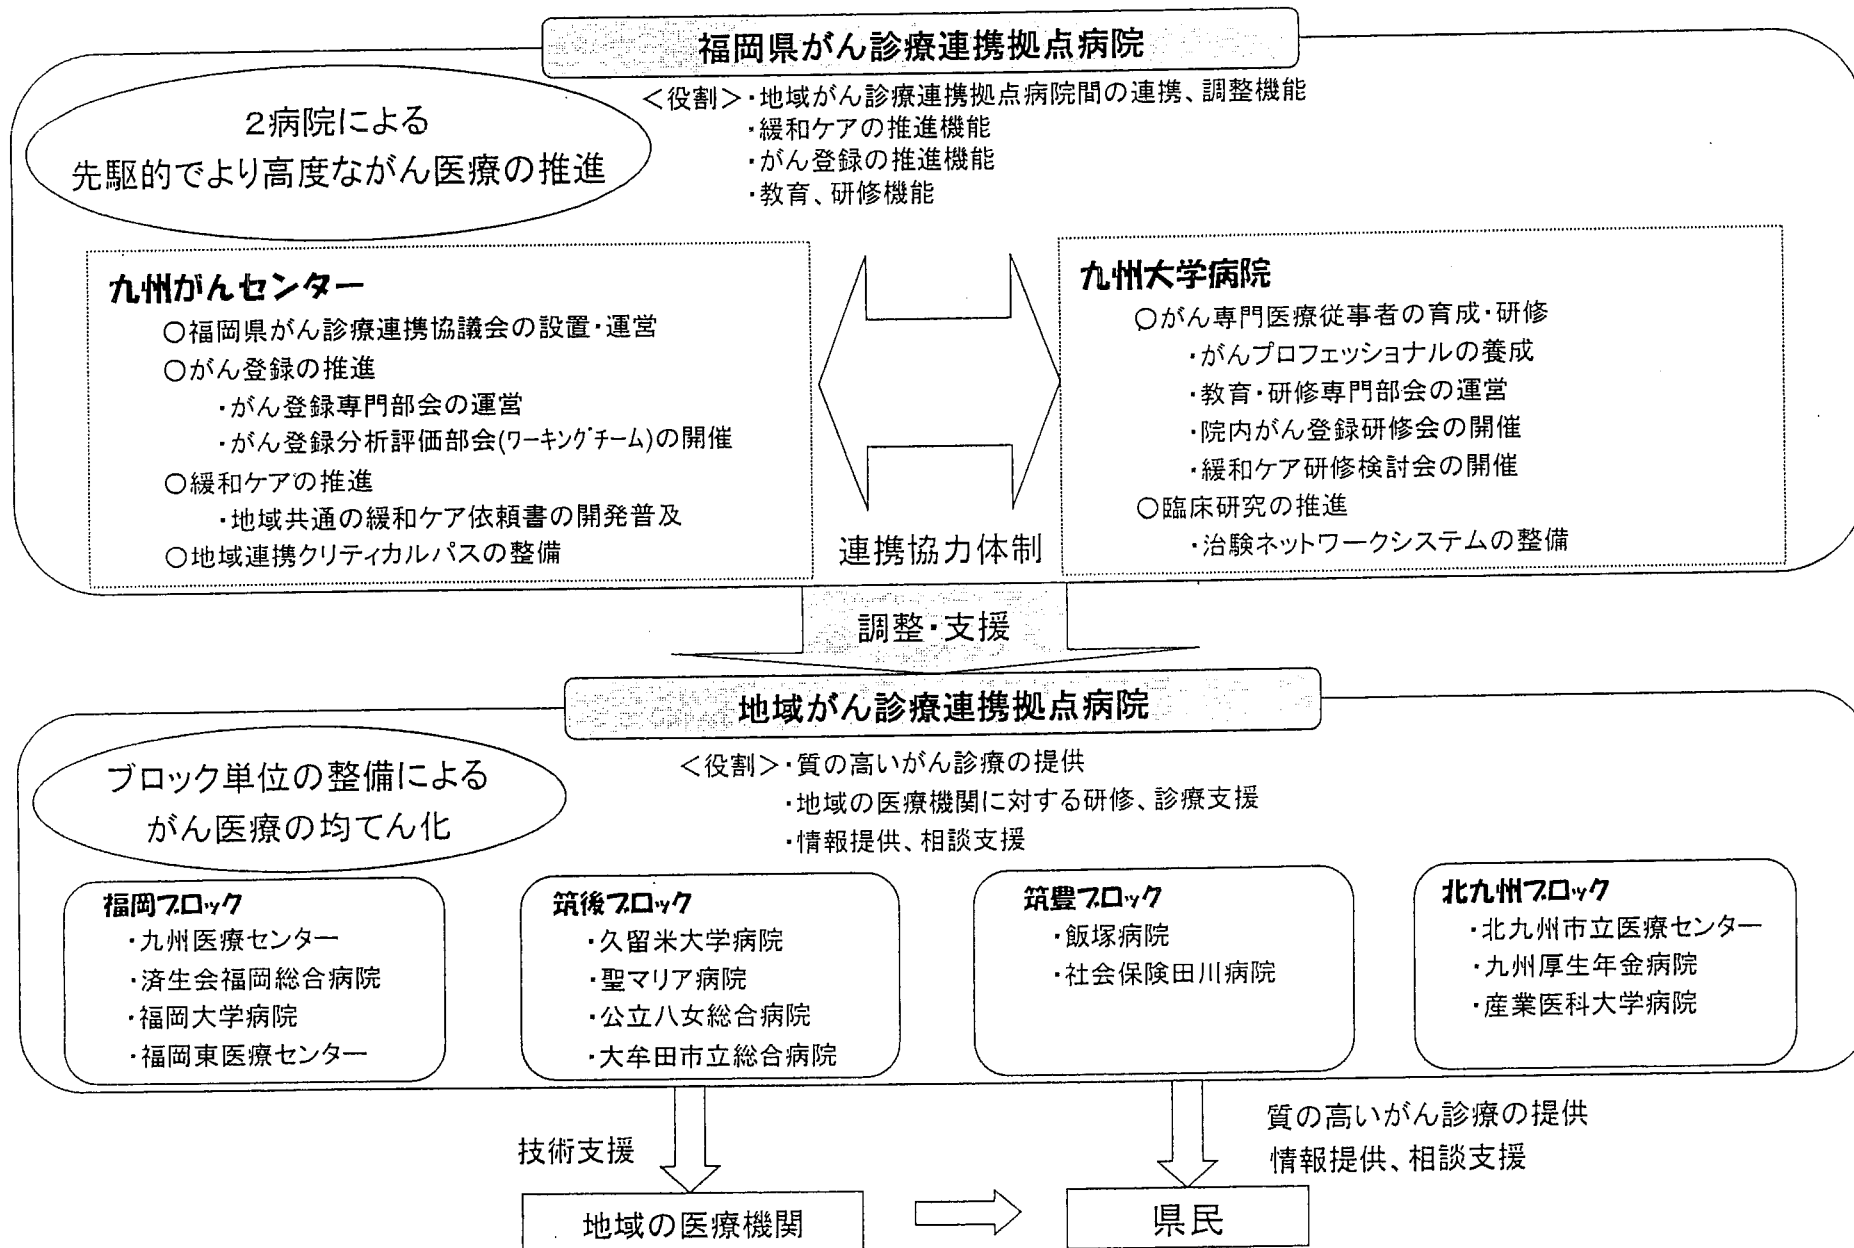 福岡県がん診療連携拠点病院
2病院による
先駆的でより高度ながん医療の推進
＜役割＞・地域がん診療連携拠点病院間の連携、調整機能
・緩和ケアの推進機能
・がん登録の推進機能
・教育、研修機能
九州がんセンター
○福岡県がん診療連携協議会の設置・運営
○がん登録の推進
・がん登録専門部会の運営
・がん登録分析評価部会(ﾜｰｷﾝｸﾞﾁｰﾑ)の開催
○緩和ケアの推進
・地域共通の緩和ケア依頼書の開発普及
○地域連携クリティカルパスの整備
連携協力体制
九州大学病院
○がん専門医療従事者の育成・研修
・がんプロフェッショナルの養成
・教育・研修専門部会の運営
・院内がん登録研修会の開催
・緩和ケア研修検討会の開催
○臨床研究の推進
・治験ネットワークシステムの整備
調整・支援
地域がん診療連携拠点病院
ブロック単位の整備による
がん医療の均てん化
＜役割＞・質の高いがん診療の提供
・地域の医療機関に対する研修、診療支援
・情報提供、相談支援
福岡ブロック
・九州医療センター
・済生会福岡総合病院
・福岡大学病院
・福岡東医療センター
筑後ブロック
・久留米大学病院
・聖マリア病院
・公立八女総合病院
・大牟田市立総合病院
筑豊ブロック
・飯塚病院
・社会保険田川病院
北九州ブロック
・北九州市立医療センター
・九州厚生年金病院
・産業医科大学病院
技術支援
質の高いがん診療の提供
情報提供、相談支援
地域の医療機関
県民